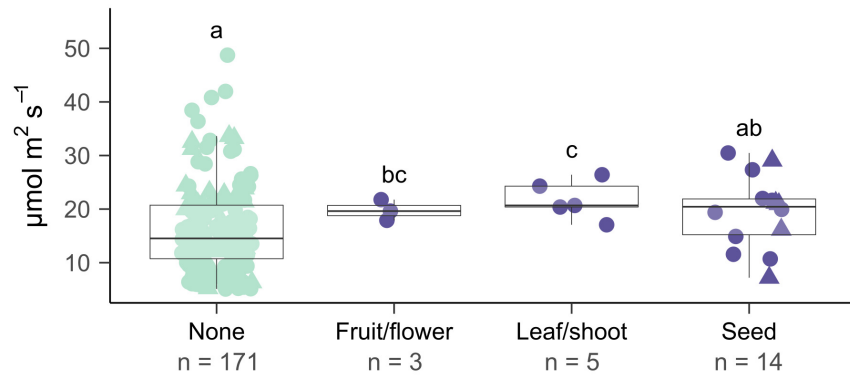 μmol m² s⁻¹
50
40
30
20
10
a
bc
c
ab
None
Fruit/flower
Leaf/shoot
Seed
n = 171
n = 3
n = 5
n = 14